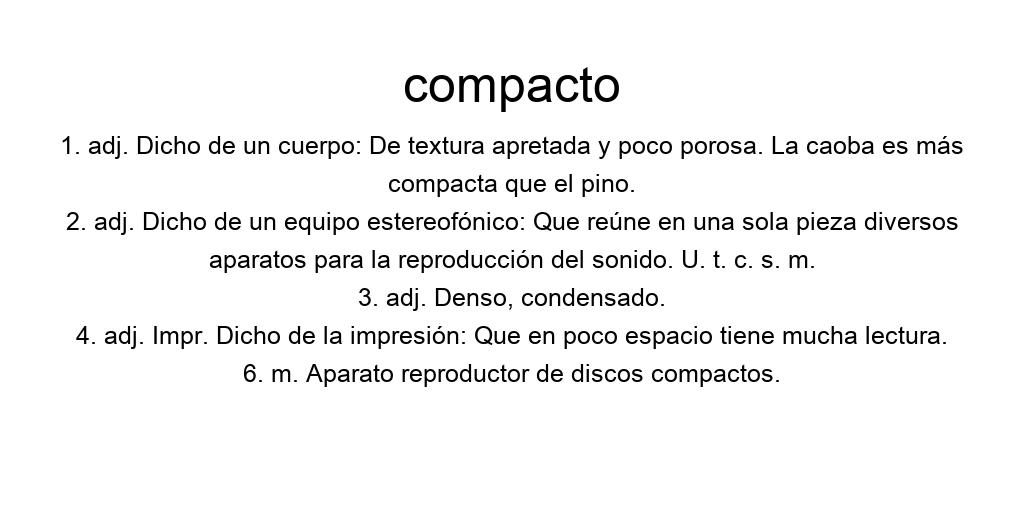 compacto
1. adj. Dicho de un cuerpo: De textura apretada y poco porosa. La caoba es más
compacta que el pino.
2. adj. Dicho de un equipo estereofónico: Que reúne en una sola pieza diversos
aparatos para la reproducción del sonido. U. t. c. s. m.
3. adj. Denso, condensado.
4. adj. Impr. Dicho de la impresión: Que en poco espacio tiene mucha lectura.
6. m. Aparato reproductor de discos compactos.